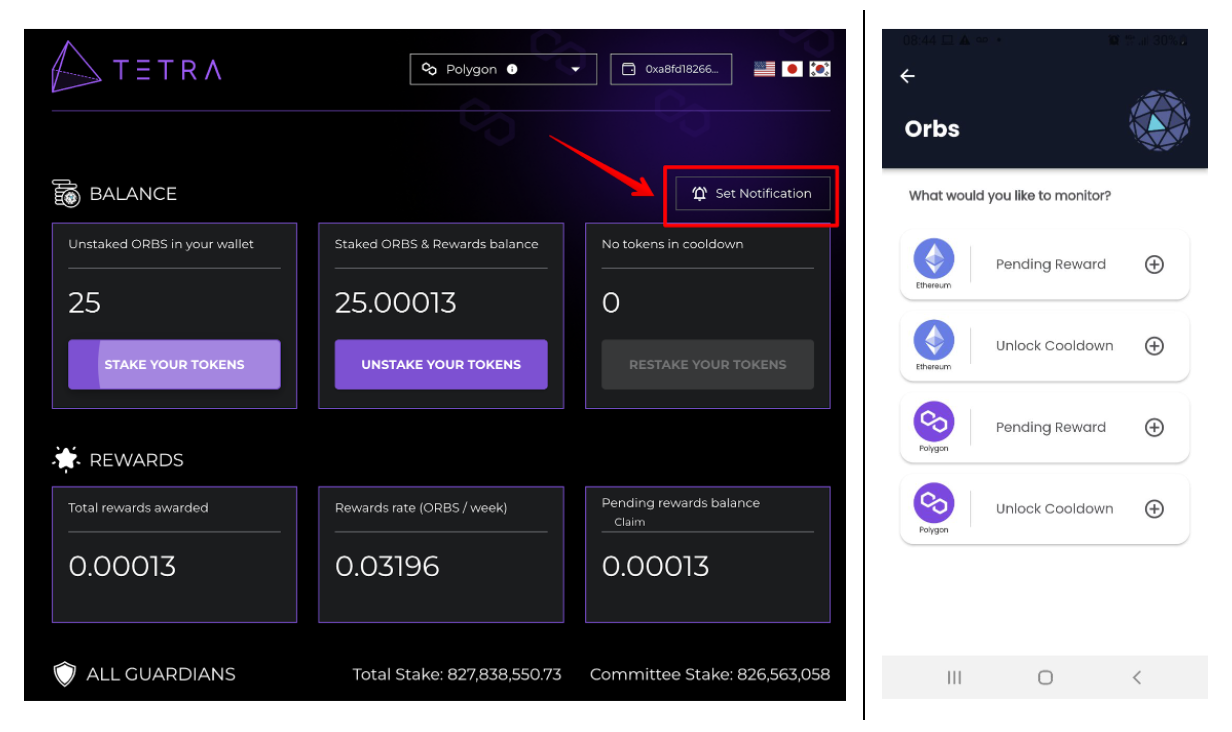 TETRA
Polygon
0xa8fd18266...
BALANCE
Set Notification
Unstaked ORBS in your wallet
25
STAKE YOUR TOKENS
Staked ORBS & Rewards balance
25.00013
UNSTAKE YOUR TOKENS
No tokens in cooldown
0
RESTAKE YOUR TOKENS
REWARDS
Total rewards awarded
0.00013
Rewards rate (ORBS / week)
0.03196
Pending rewards balance
Claim
0.00013
ALL GUARDIANS
Total Stake: 827,838,550.73
Committee Stake: 826,563,058
08:44
30%
Orbs
What would you like to monitor?
Ethereum
Pending Reward
Ethereum
Unlock Cooldown
Polygon
Pending Reward
Polygon
Unlock Cooldown